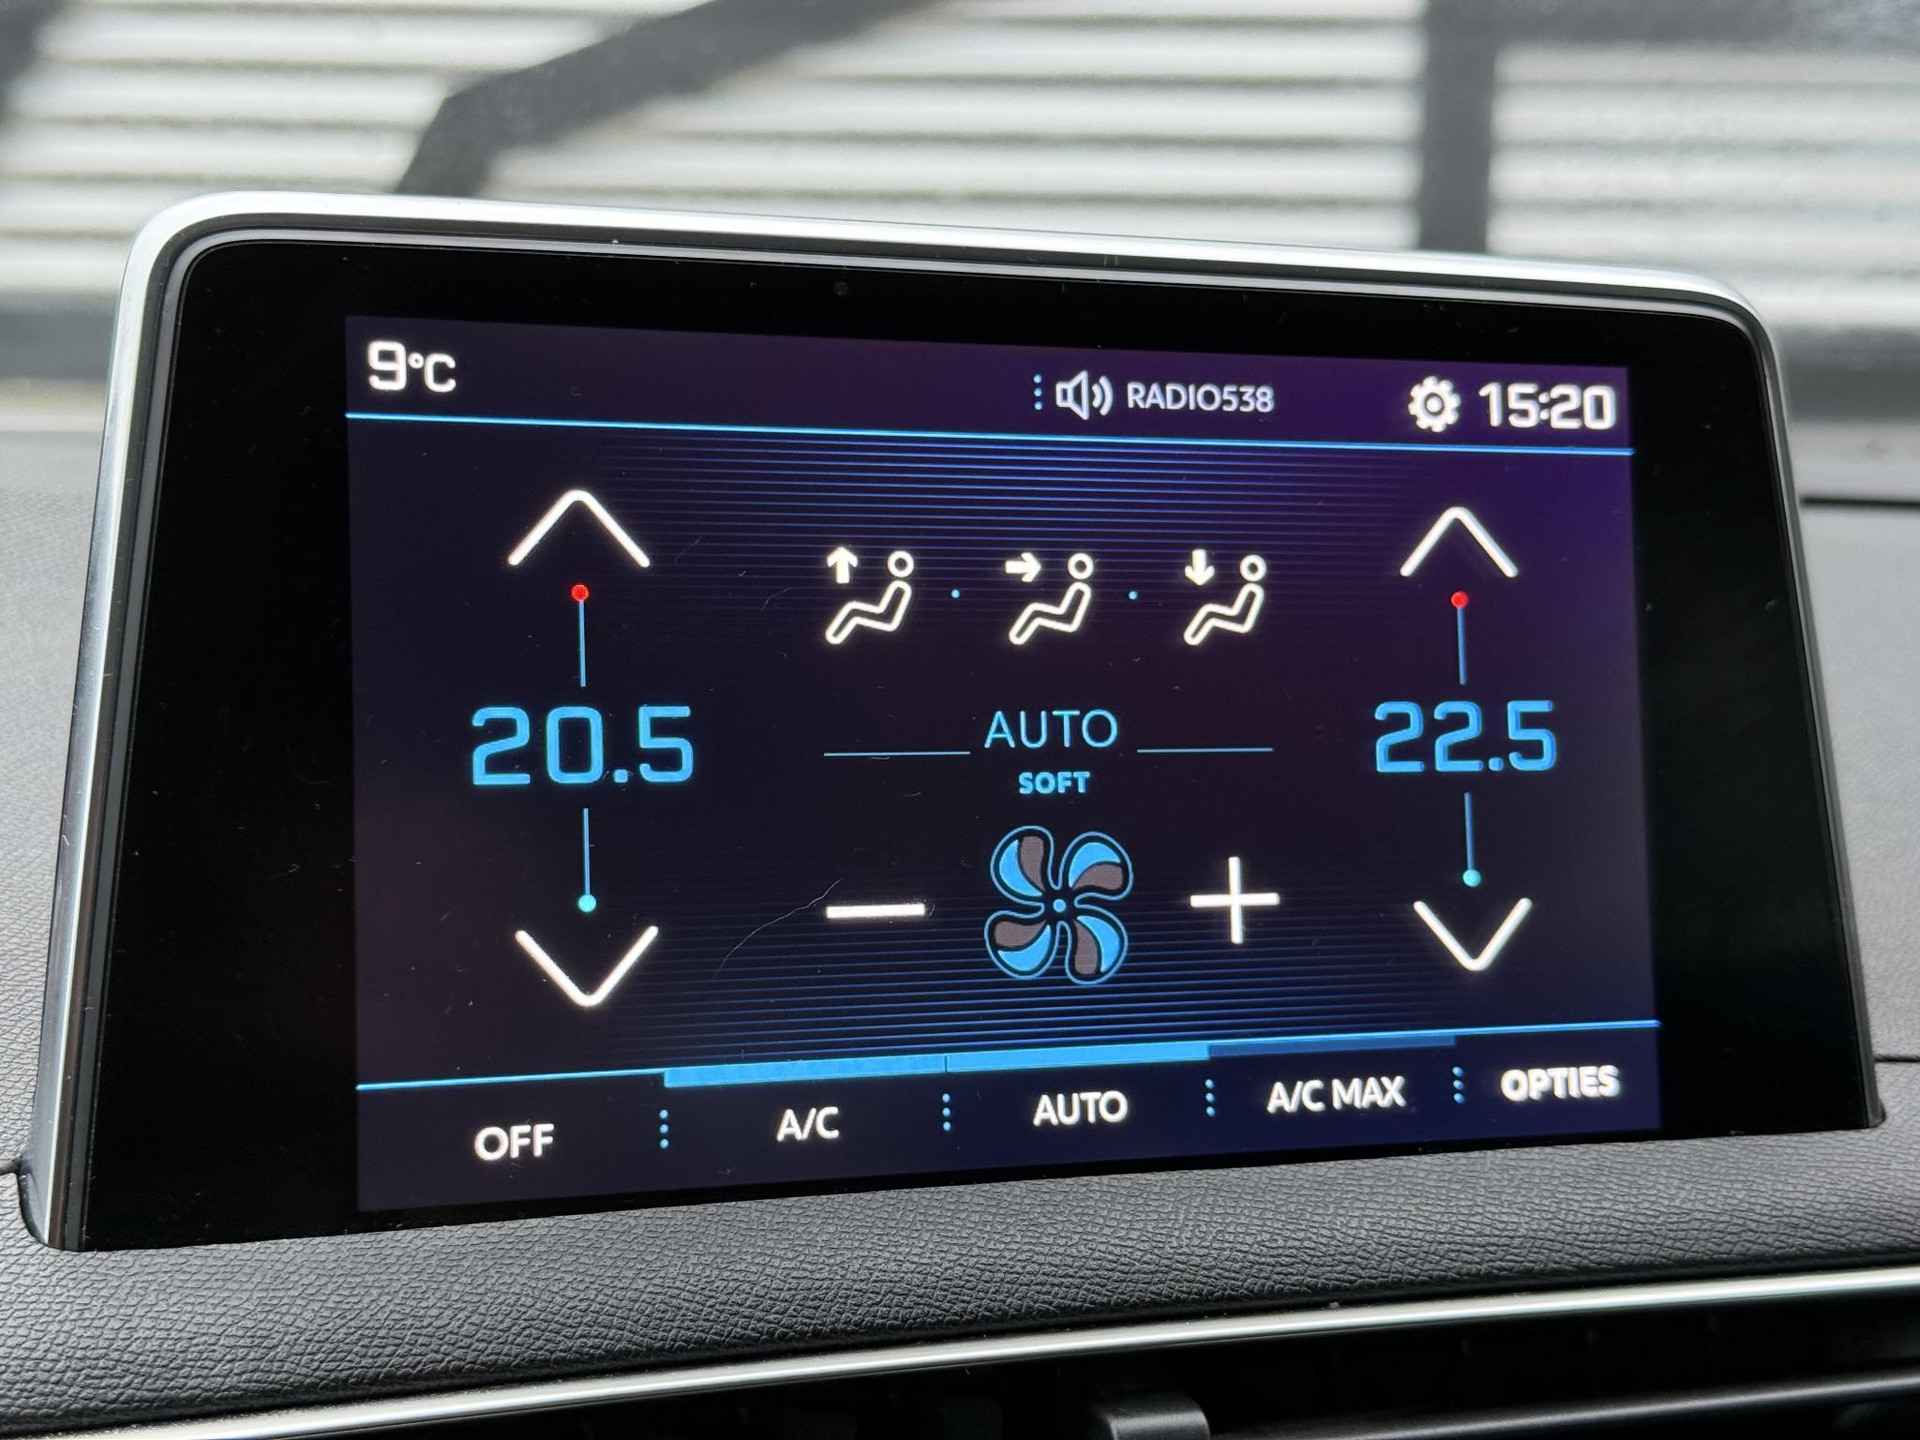 9°C RADIO538 15:20
20.5 AUTO 22.5
SOFT
OFF A/C AUTO A/C MAX OPTIES